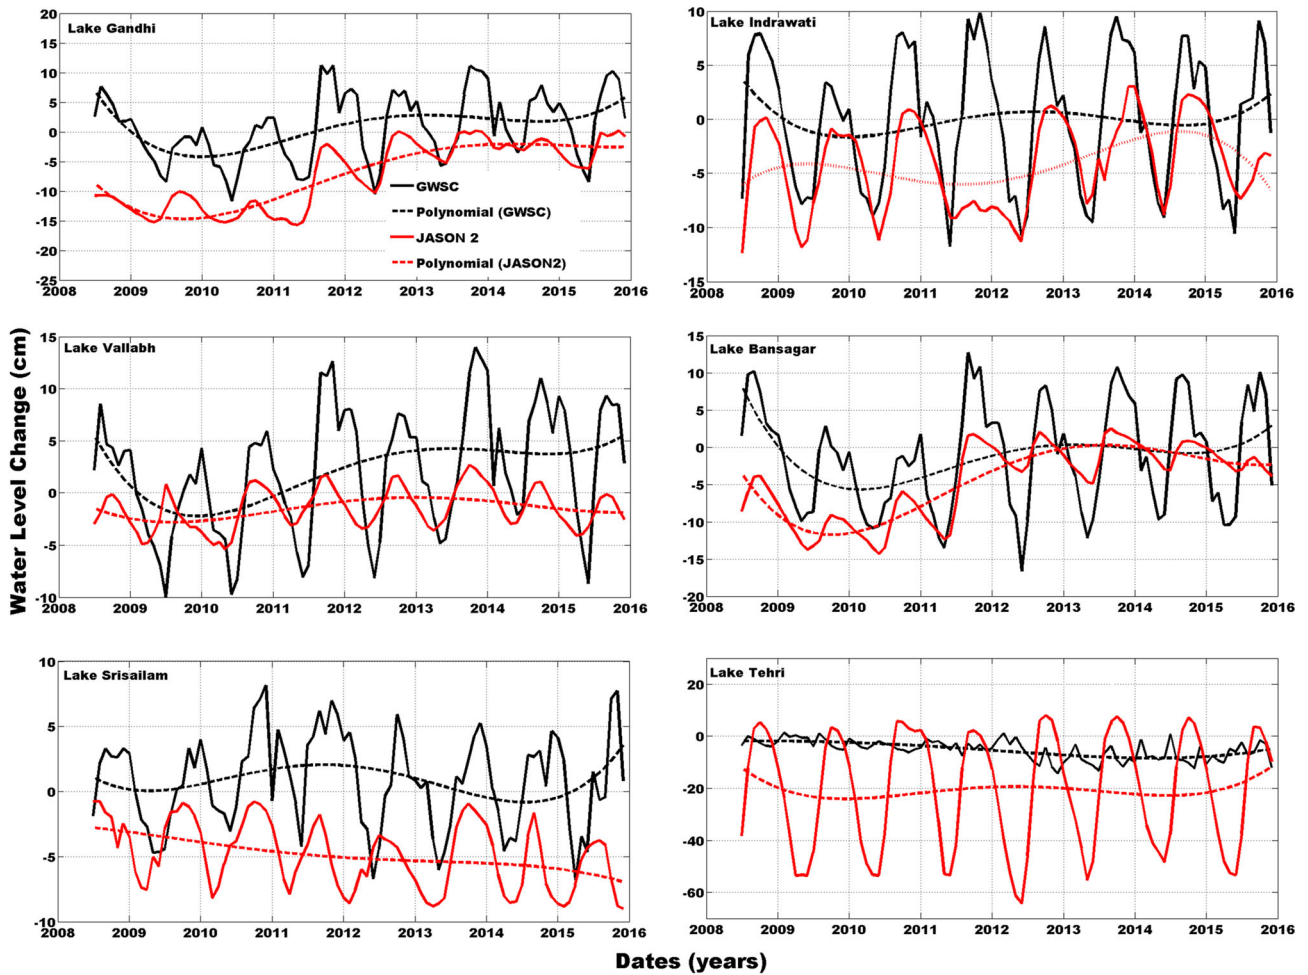 Water Level Change (cm)
Lake Gandhi
20
15
10
5
0
-5
-10
-15
-20
-25
GWSC
Polynomial (GWSC)
JASON 2
Polynomial (JASON2)
2008 2009 2010 2011 2012 2013 2014 2015 2016
Lake Indrawati
10
5
0
-5
-10
-15
2008 2009 2010 2011 2012 2013 2014 2015 2016
Lake Vallabh
15
10
5
0
-5
-10
2008 2009 2010 2011 2012 2013 2014 2015 2016
Lake Bansagar
15
10
5
0
-5
-10
-15
-20
2008 2009 2010 2011 2012 2013 2014 2015 2016
Lake Srisailam
10
5
0
-5
-10
2008 2009 2010 2011 2012 2013 2014 2015 2016
Lake Tehri
20
0
-20
-40
-60
2008 2009 2010 2011 2012 2013 2014 2015 2016
Dates (years)